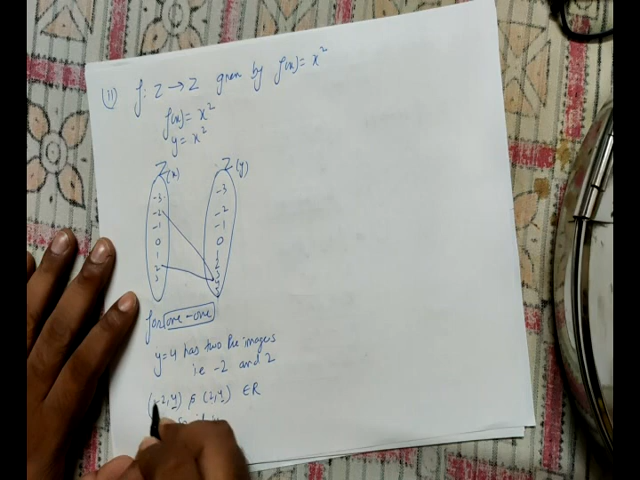 (ii) f: Z → Z given by f(x) = x²
f(x) = x²
y = x²
Z(x) Z(y)
-3 -3
-2 -2
-1 -1
0 0
1 1
2 2
3 3
for one-one
y=4 has two Pre images
i.e -2 and 2
(-2,4) & (2,4) ∈ R